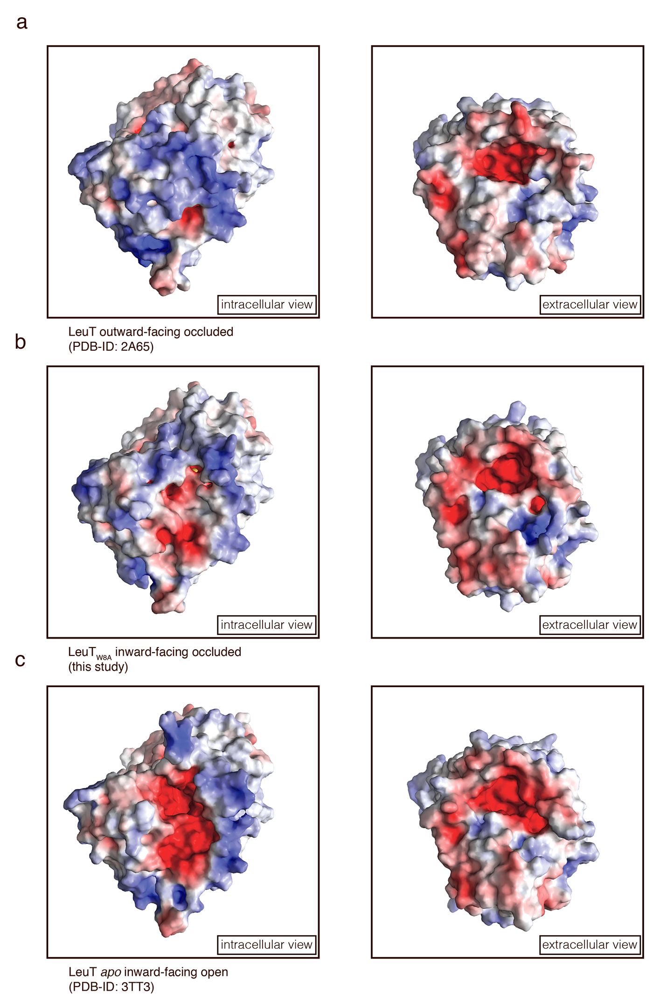 a
intracellular view
extracellular view
LeuT outward-facing occluded
(PDB-ID: 2A65)
b
intracellular view
extracellular view
LeuTW8A inward-facing occluded
(this study)
c
intracellular view
extracellular view
LeuT apo inward-facing open
(PDB-ID: 3TT3)